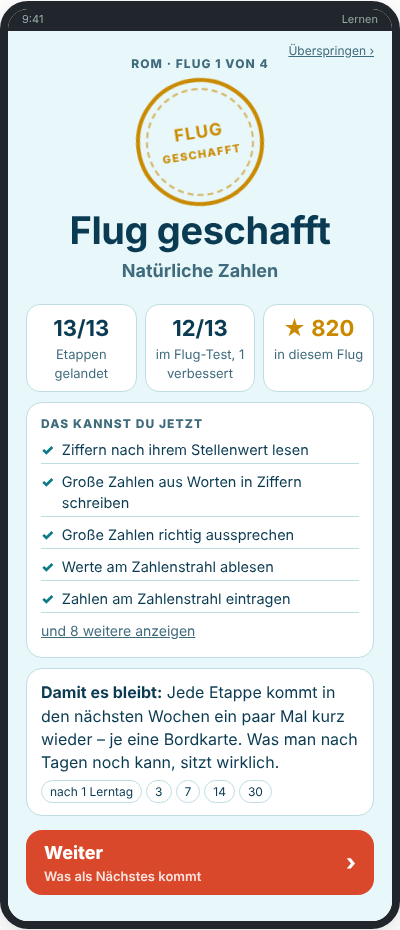 9:41
Lernen
Überspringen ›
ROM · FLUG 1 VON 4
FLUG
GESCHAFFT
Flug geschafft
Natürliche Zahlen
13/13
Etappen
gelandet
12/13
im Flug-Test, 1
verbessert
★ 820
in diesem Flug
DAS KANNST DU JETZT
✔ Ziffern nach ihrem Stellenwert lesen
✔ Große Zahlen aus Worten in Ziffern
schreiben
✔ Große Zahlen richtig aussprechen
✔ Werte am Zahlenstrahl ablesen
✔ Zahlen am Zahlenstrahl eintragen
und 8 weitere anzeigen
Damit es bleibt: Jede Etappe kommt in
den nächsten Wochen ein paar Mal kurz
wieder – je eine Bordkarte. Was man nach
Tagen noch kann, sitzt wirklich.
nach 1 Lerntag 3 7 14 30
Weiter
Was als Nächstes kommt
›